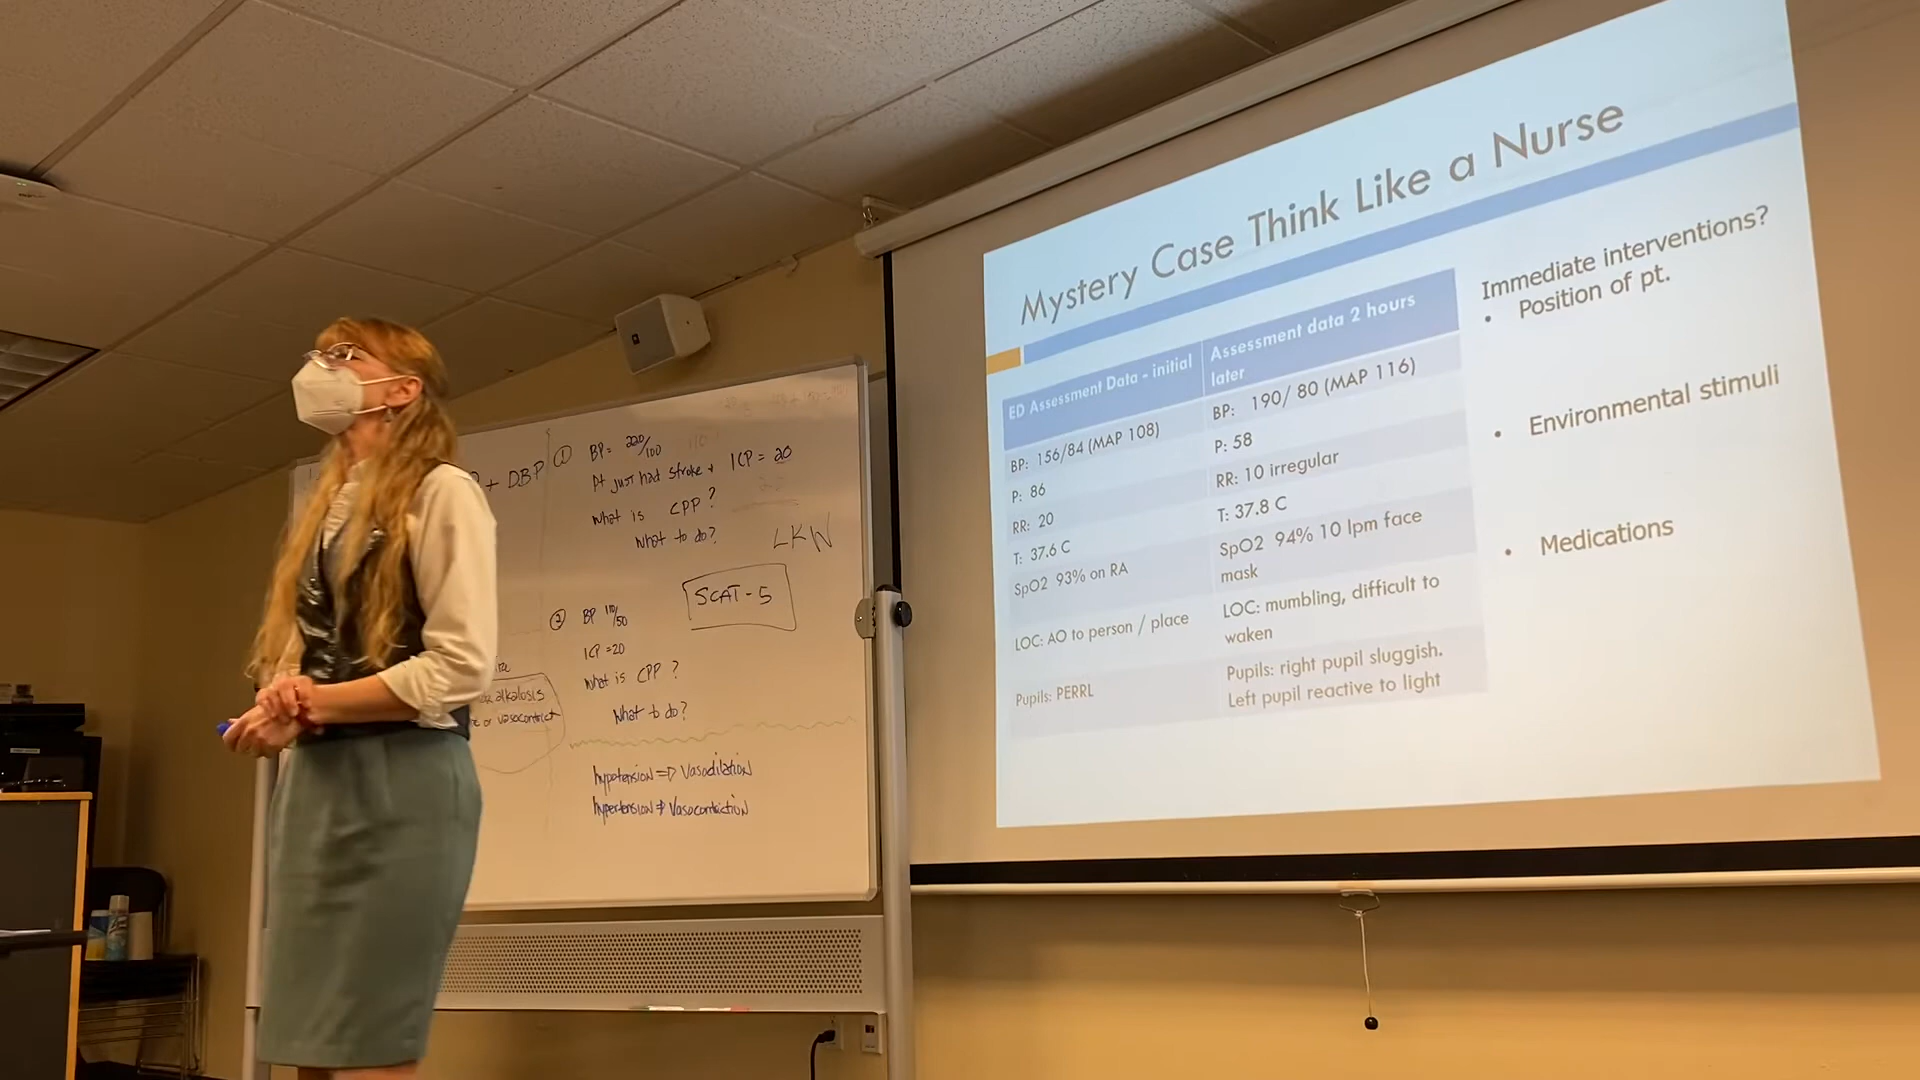 Mystery Case Think Like a Nurse
ED Assessment Data - initial
Assessment data 2 hours
later
BP: 156/84 (MAP 108)
BP: 190/ 80 (MAP 116)
P: 86
P: 58
RR: 20
RR: 10 irregular
T: 37.6 C
T: 37.8 C
SpO2 93% on RA
SpO2 94% 10 lpm face
mask
LOC: AO to person / place
LOC: mumbling, difficult to
waken
Pupils: PERRL
Pupils: right pupil sluggish.
Left pupil reactive to light
Immediate interventions?
• Position of pt.
• Environmental stimuli
• Medications
+ DBP
① BP = 220/100
Pt just had stroke + ICP = 20
What is CPP?
What to do?
LKW
SCAT-5
② BP 110/50
ICP = 20
What is CPP?
What to do?
alkalosis
or vasoconstrict
hypotension => Vasodilation
hypertension => Vasoconstriction